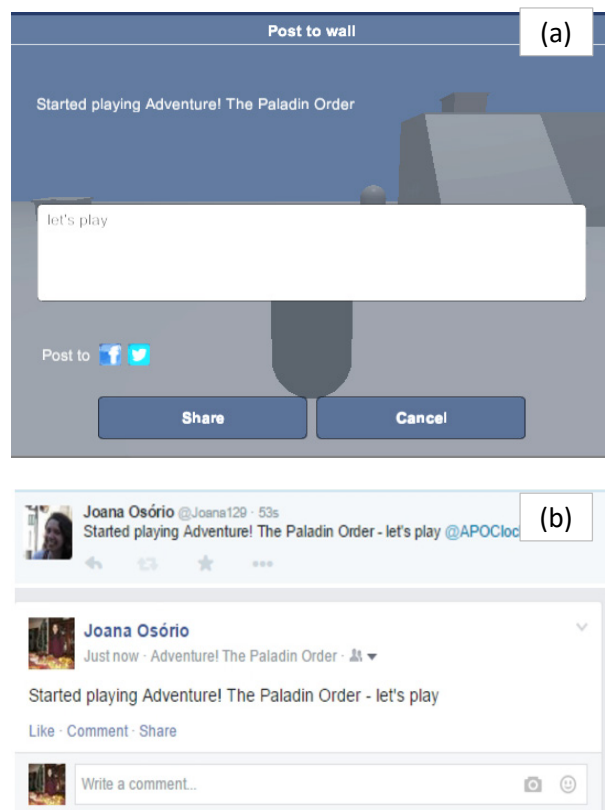 Post to wall
(a)
Started playing Adventure! The Paladin Order
let's play
Post to
Share
Cancel
(b)
Joana Osório @Joana129 · 53s
Started playing Adventure! The Paladin Order - let's play
Joana Osório
Just now · Adventure! The Paladin Order ·
Started playing Adventure! The Paladin Order - let's play
Like · Comment · Share
Write a comment...